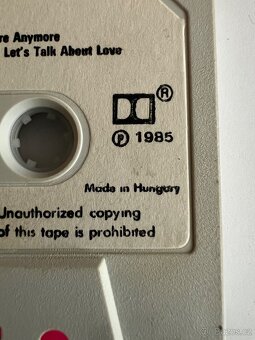 re Anymore
Let's Talk About Love
®
℗ 1985
Made in Hungary
Unauthorized copying
of this tape is prohibited